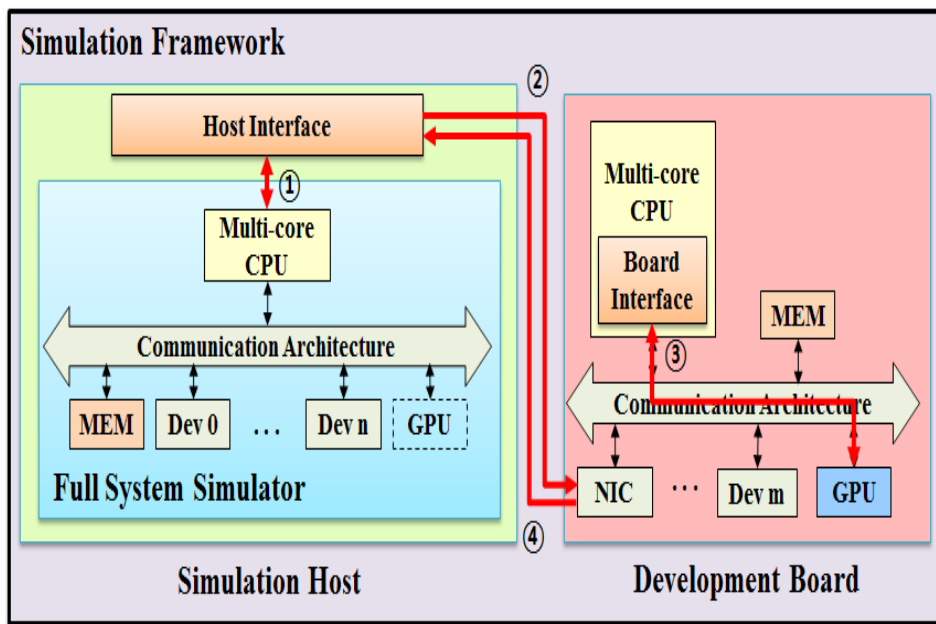 Simulation Framework
②
Host Interface
①
Multi-core
CPU
Communication Architecture
MEM
Dev 0
...
Dev n
GPU
Full System Simulator
Simulation Host
Multi-core
CPU
Board
Interface
MEM
③
Communication Architecture
NIC
...
Dev m
GPU
④
Development Board